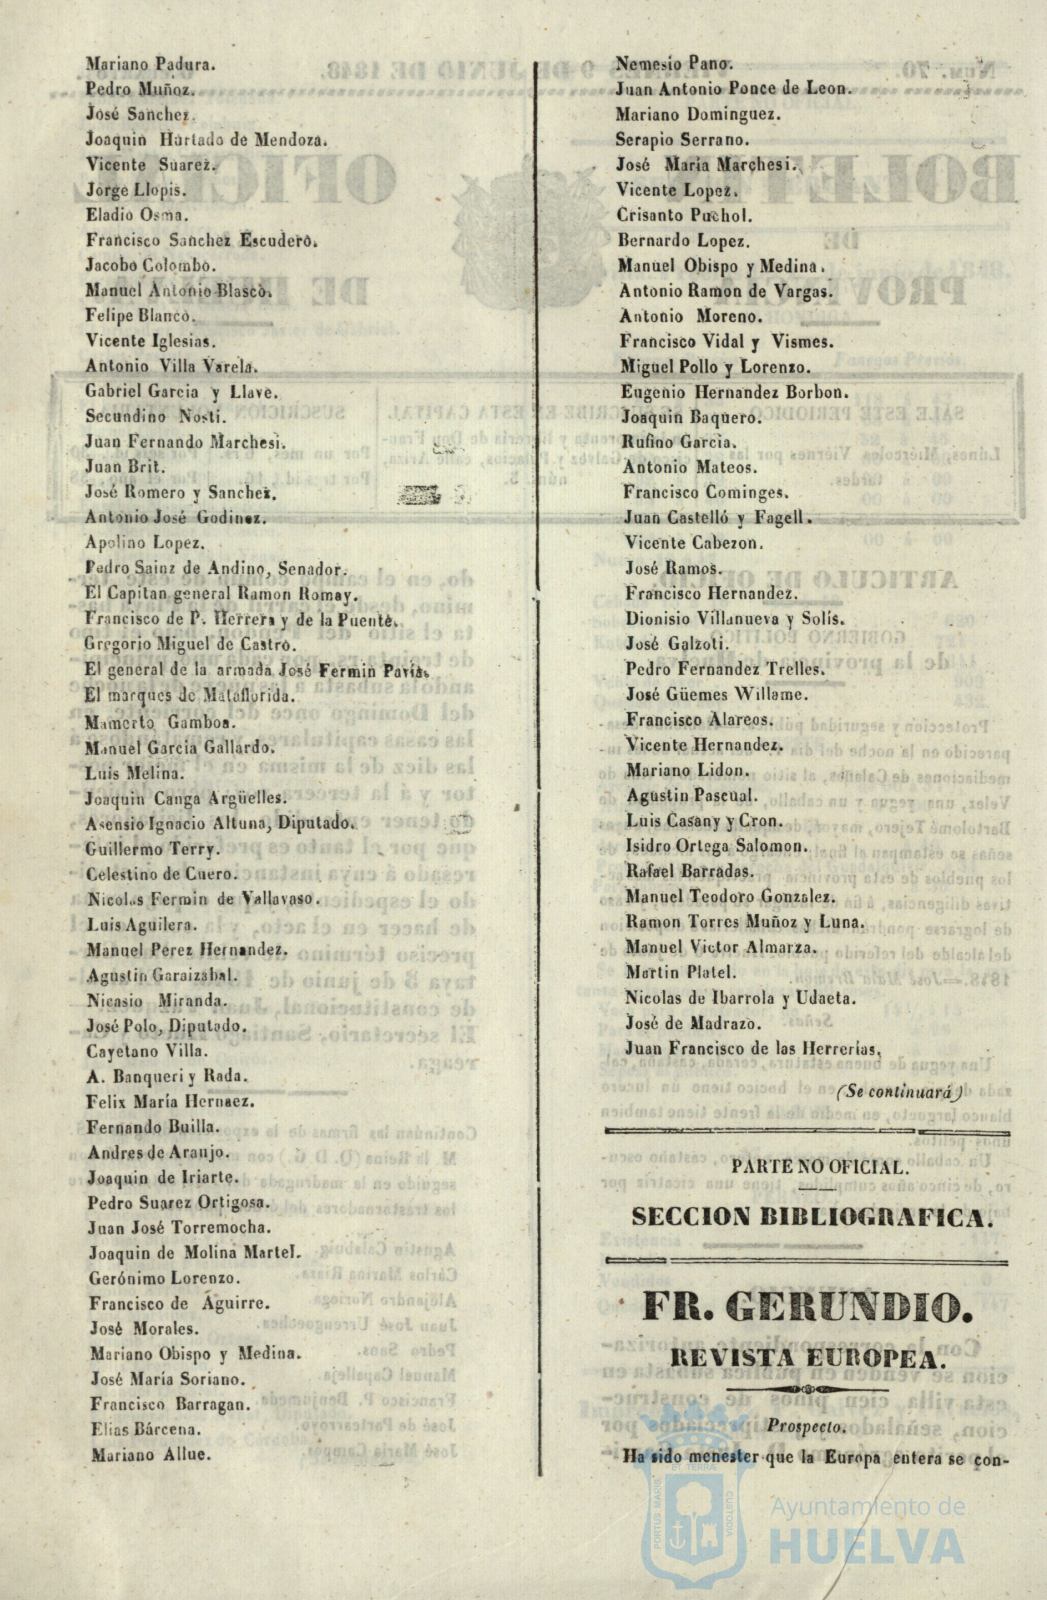 Mariano Padura.
Pedro Muñoz.
José Sanchez.
Joaquin Hurtado de Mendoza.
Vicente Suarez.
Jorge Llopis.
Eladio Osma.
Francisco Sanchez Escudero.
Jacobo Colombo.
Manuel Antonio Blasco.
Felipe Blanco.
Vicente Iglesias.
Antonio Villa Varela.
Gabriel Garcia y Llave.
Secundino Nosti.
Juan Fernando Marchesi.
Juan Brit.
José Romero y Sanchez.
Antonio José Godinez.
Apolino Lopez.
Pedro Sainz de Andino, Senador.
El Capitan general Ramon Romay.
Francisco de P. Herrera y de la Puente.
Gregorio Miguel de Castro.
El general de la armada José Fermin Pavía.
El marques de Mataflorida.
Mamerto Gamboa.
Manuel Garcia Gallardo.
Luis Melina.
Joaquin Canga Argüelles.
Asensio Ignacio Altuna, Diputado.
Guillermo Terry.
Celestino de Cuero.
Nicolas Fermin de Vallavaso.
Luis Aguilera.
Manuel Perez Hernandez.
Agustin Garaizabal.
Nicasio Miranda.
José Polo, Diputado.
Cayetano Villa.
A. Banqueri y Rada.
Felix María Hernaez.
Fernando Builla.
Andres de Araujo.
Joaquin de Iriarte.
Pedro Suarez Ortigosa.
Juan José Torremocha.
Joaquin de Molina Martel.
Gerónimo Lorenzo.
Francisco de Aguirre.
José Morales.
Mariano Obispo y Medina.
José María Soriano.
Francisco Barragan.
Elias Bárcena.
Mariano Allue.
Nemesio Pano.
Juan Antonio Ponce de Leon.
Mariano Dominguez.
Serapio Serrano.
José María Marchesi.
Vicente Lopez.
Crisanto Puchol.
Bernardo Lopez.
Manuel Obispo y Medina.
Antonio Ramon de Vargas.
Antonio Moreno.
Francisco Vidal y Vismes.
Miguel Pollo y Lorenzo.
Eugenio Hernandez Borbon.
Joaquin Baquero.
Rufino Garcia.
Antonio Mateos.
Francisco Cominges.
Juan Castelló y Fagell.
Vicente Cabezon.
José Ramos.
Francisco Hernandez.
Dionisio Villanueva y Solís.
José Galzoti.
Pedro Fernandez Trelles.
José Güemes Willame.
Francisco Alareos.
Vicente Hernandez.
Mariano Lidon.
Agustin Pascual.
Luis Casany y Cron.
Isidro Ortega Salomon.
Rafael Barradas.
Manuel Teodoro Gonzalez.
Ramon Torres Muñoz y Luna.
Manuel Victor Almarza.
Martin Platel.
Nicolas de Ibarrola y Udaeta.
José de Madrazo.
Juan Francisco de las Herrerías.
(Se continuará)
PARTE NO OFICIAL.
SECCION BIBLIOGRAFICA.
FR. GERUNDIO.
REVISTA EUROPEA.
Prospecto.
Ha sido menester que la Europa entera se con-
PORTUS MARIS ET TERRÆ CUSTODIA
Ayuntamiento de
HUELVA